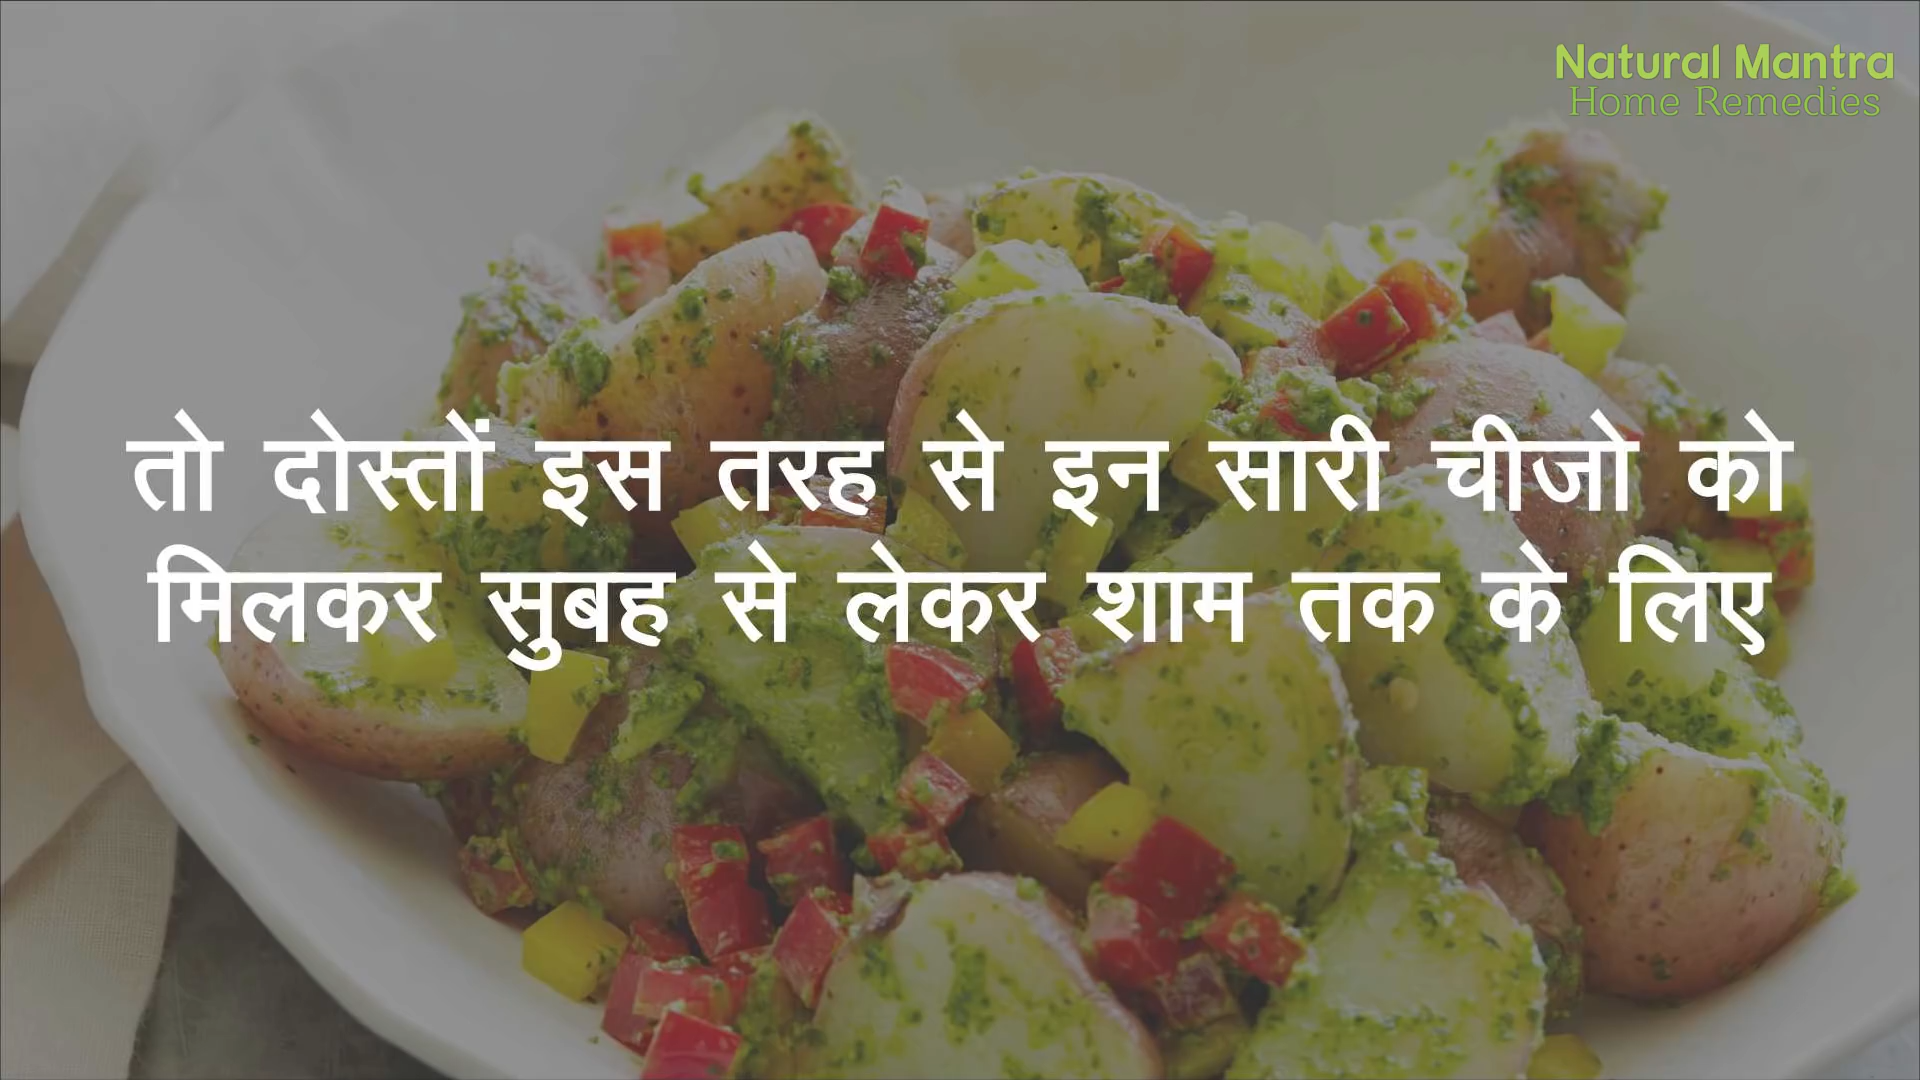 Natural Mantra
Home Remedies
तो दोस्तों इस तरह से इन सारी चीजो को
मिलकर सुबह से लेकर शाम तक के लिए